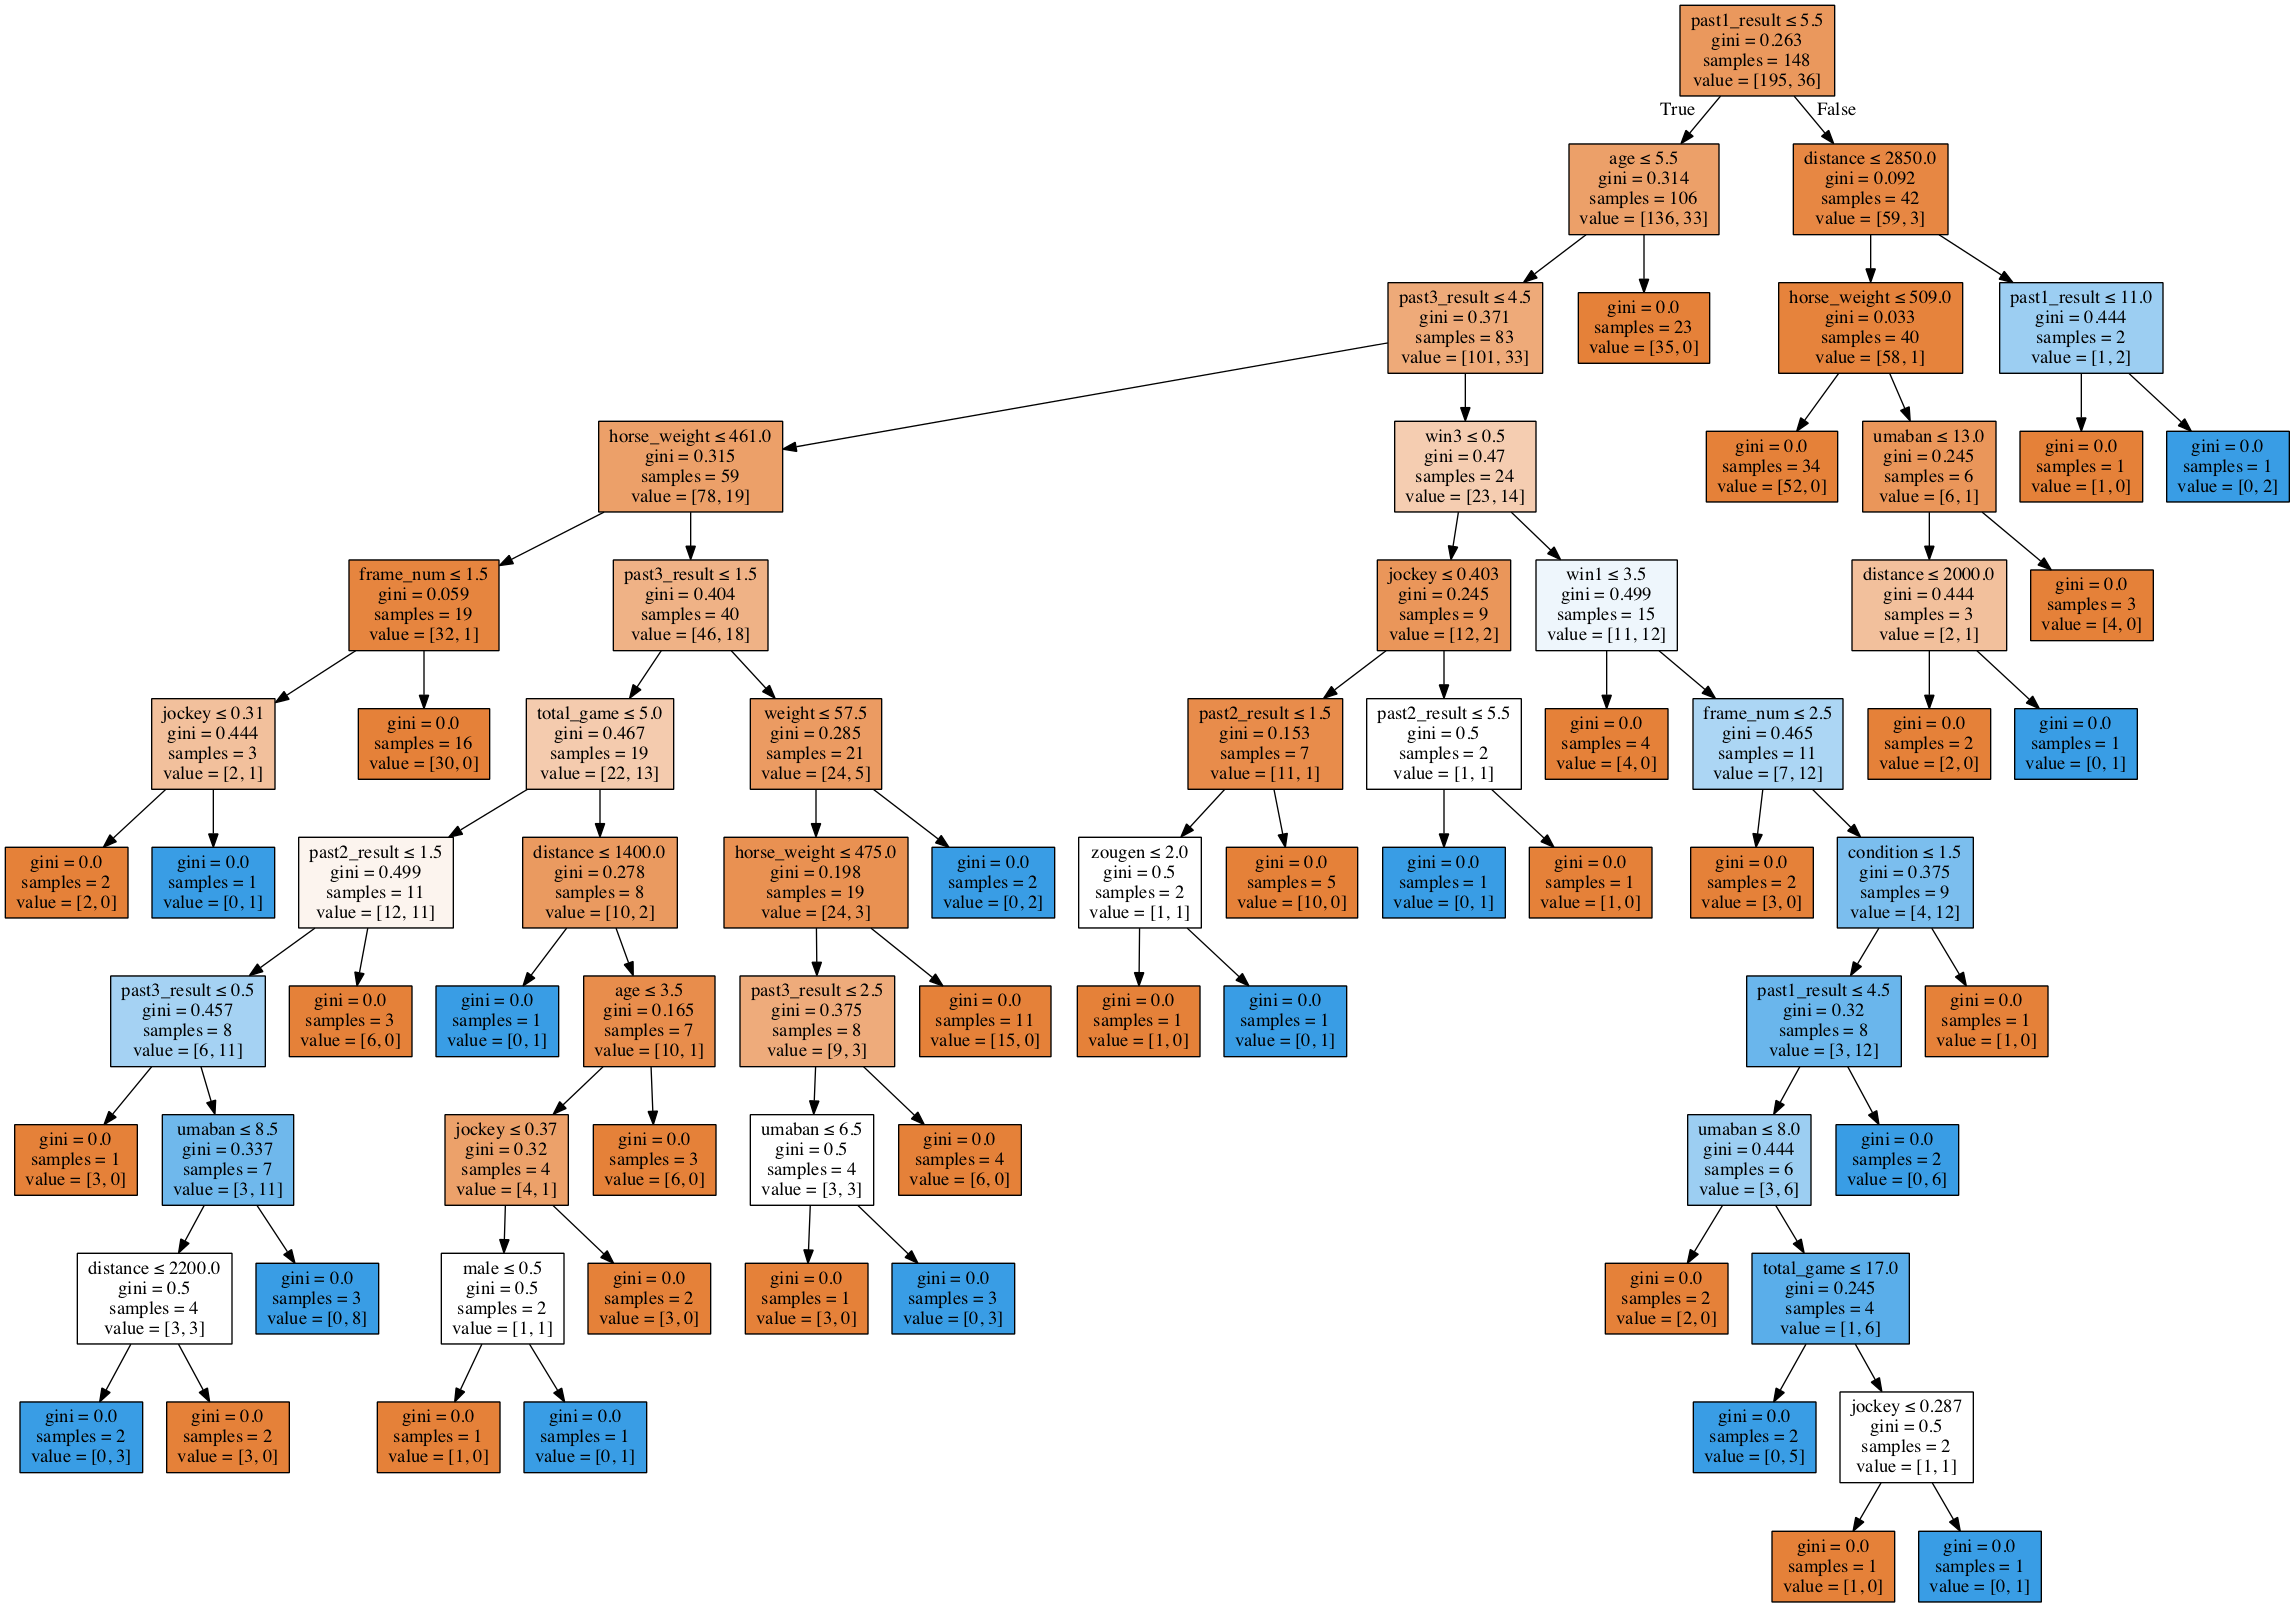 past1_result ≤ 5.5
gini = 0.263
samples = 148
value = [195, 36]
True
False
age ≤ 5.5
gini = 0.314
samples = 106
value = [136, 33]
distance ≤ 2850.0
gini = 0.092
samples = 42
value = [59, 3]
past3_result ≤ 4.5
gini = 0.371
samples = 83
value = [101, 33]
gini = 0.0
samples = 23
value = [35, 0]
horse_weight ≤ 509.0
gini = 0.033
samples = 40
value = [58, 1]
past1_result ≤ 11.0
gini = 0.444
samples = 2
value = [1, 2]
horse_weight ≤ 461.0
gini = 0.315
samples = 59
value = [78, 19]
win3 ≤ 0.5
gini = 0.47
samples = 24
value = [23, 14]
gini = 0.0
samples = 34
value = [52, 0]
umaban ≤ 13.0
gini = 0.245
samples = 6
value = [6, 1]
gini = 0.0
samples = 1
value = [1, 0]
gini = 0.0
samples = 1
value = [0, 2]
frame_num ≤ 1.5
gini = 0.059
samples = 19
value = [32, 1]
past3_result ≤ 1.5
gini = 0.404
samples = 40
value = [46, 18]
jockey ≤ 0.403
gini = 0.245
samples = 9
value = [12, 2]
win1 ≤ 3.5
gini = 0.499
samples = 15
value = [11, 12]
distance ≤ 2000.0
gini = 0.444
samples = 3
value = [2, 1]
gini = 0.0
samples = 3
value = [4, 0]
jockey ≤ 0.31
gini = 0.444
samples = 3
value = [2, 1]
gini = 0.0
samples = 16
value = [30, 0]
total_game ≤ 5.0
gini = 0.467
samples = 19
value = [22, 13]
weight ≤ 57.5
gini = 0.285
samples = 21
value = [24, 5]
past2_result ≤ 1.5
gini = 0.153
samples = 7
value = [11, 1]
past2_result ≤ 5.5
gini = 0.5
samples = 2
value = [1, 1]
gini = 0.0
samples = 4
value = [4, 0]
frame_num ≤ 2.5
gini = 0.465
samples = 11
value = [7, 12]
gini = 0.0
samples = 2
value = [2, 0]
gini = 0.0
samples = 1
value = [0, 1]
gini = 0.0
samples = 2
value = [2, 0]
gini = 0.0
samples = 1
value = [0, 1]
past2_result ≤ 1.5
gini = 0.499
samples = 11
value = [12, 11]
distance ≤ 1400.0
gini = 0.278
samples = 8
value = [10, 2]
horse_weight ≤ 475.0
gini = 0.198
samples = 19
value = [24, 3]
gini = 0.0
samples = 2
value = [0, 2]
zougen ≤ 2.0
gini = 0.5
samples = 2
value = [1, 1]
gini = 0.0
samples = 5
value = [10, 0]
gini = 0.0
samples = 1
value = [0, 1]
gini = 0.0
samples = 1
value = [1, 0]
gini = 0.0
samples = 2
value = [3, 0]
condition ≤ 1.5
gini = 0.375
samples = 9
value = [4, 12]
past3_result ≤ 0.5
gini = 0.457
samples = 8
value = [6, 11]
gini = 0.0
samples = 3
value = [6, 0]
gini = 0.0
samples = 1
value = [0, 1]
age ≤ 3.5
gini = 0.165
samples = 7
value = [10, 1]
past3_result ≤ 2.5
gini = 0.375
samples = 8
value = [9, 3]
gini = 0.0
samples = 11
value = [15, 0]
gini = 0.0
samples = 1
value = [1, 0]
gini = 0.0
samples = 1
value = [0, 1]
past1_result ≤ 4.5
gini = 0.32
samples = 8
value = [3, 12]
gini = 0.0
samples = 1
value = [1, 0]
gini = 0.0
samples = 1
value = [3, 0]
umaban ≤ 8.5
gini = 0.337
samples = 7
value = [3, 11]
jockey ≤ 0.37
gini = 0.32
samples = 4
value = [4, 1]
gini = 0.0
samples = 3
value = [6, 0]
umaban ≤ 6.5
gini = 0.5
samples = 4
value = [3, 3]
gini = 0.0
samples = 4
value = [6, 0]
umaban ≤ 8.0
gini = 0.444
samples = 6
value = [3, 6]
gini = 0.0
samples = 2
value = [0, 6]
distance ≤ 2200.0
gini = 0.5
samples = 4
value = [3, 3]
gini = 0.0
samples = 3
value = [0, 8]
male ≤ 0.5
gini = 0.5
samples = 2
value = [1, 1]
gini = 0.0
samples = 2
value = [3, 0]
gini = 0.0
samples = 1
value = [3, 0]
gini = 0.0
samples = 3
value = [0, 3]
gini = 0.0
samples = 2
value = [2, 0]
total_game ≤ 17.0
gini = 0.245
samples = 4
value = [1, 6]
gini = 0.0
samples = 2
value = [0, 3]
gini = 0.0
samples = 2
value = [3, 0]
gini = 0.0
samples = 1
value = [1, 0]
gini = 0.0
samples = 1
value = [0, 1]
gini = 0.0
samples = 2
value = [0, 5]
jockey ≤ 0.287
gini = 0.5
samples = 2
value = [1, 1]
gini = 0.0
samples = 1
value = [1, 0]
gini = 0.0
samples = 1
value = [0, 1]